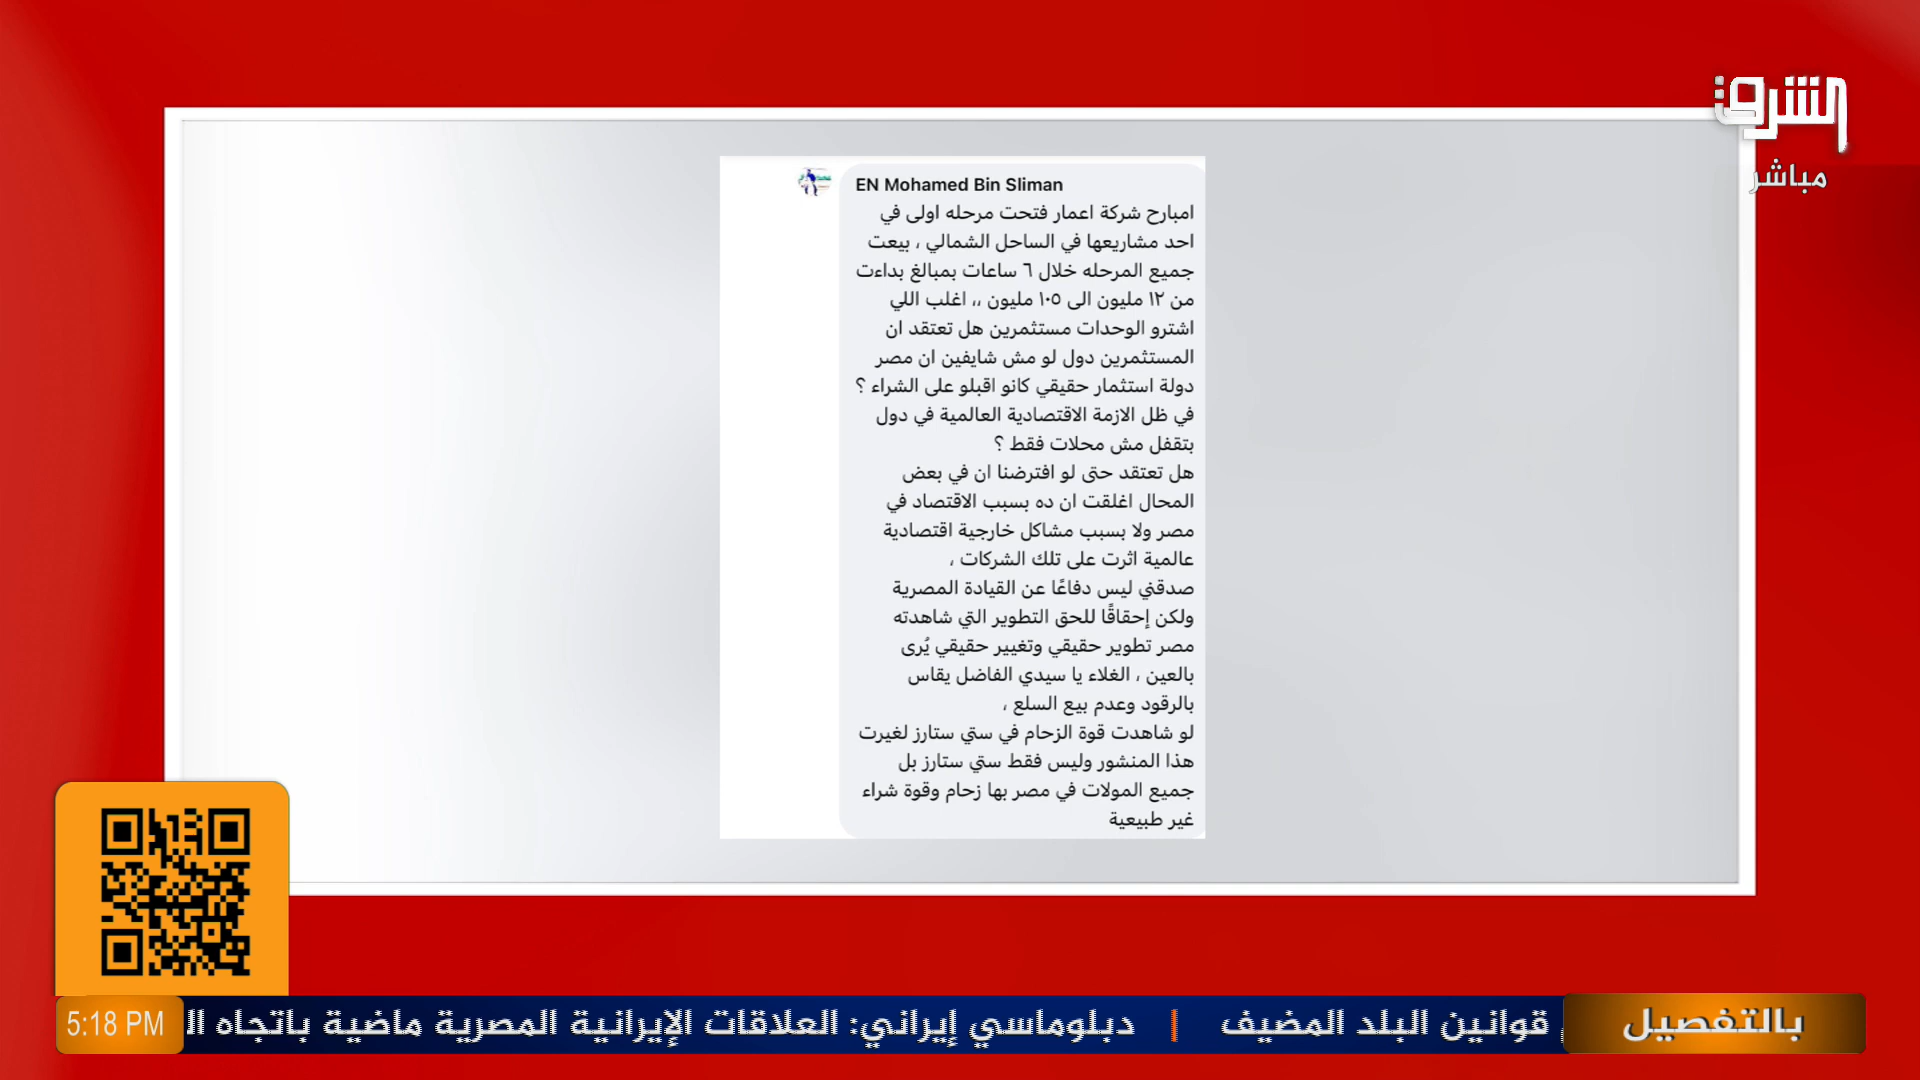 الشرق
مباشر
EN Mohamed Bin Sliman
امبارح شركة اعمار فتحت مرحله اولى في
احد مشاريعها في الساحل الشمالي ، بيعت
جميع المرحله خلال ٦ ساعات بمبالغ بداءت
من ١٢ مليون الى ١٠٥ مليون ،، اغلب اللي
اشترو الوحدات مستثمرين هل تعتقد ان
المستثمرين دول لو مش شايفين ان مصر
دولة استثمار حقيقي كانو اقبلو على الشراء ؟
في ظل الازمة الاقتصادية العالمية في دول
بتقفل مش محلات فقط ؟
هل تعتقد حتى لو افترضنا ان في بعض
المحال اغلقت ان ده بسبب الاقتصاد في
مصر ولا بسبب مشاكل خارجية اقتصادية
عالمية اثرت على تلك الشركات ،
صدقني ليس دفاعًا عن القيادة المصرية
ولكن إحقاقًا للحق التطوير التي شاهدته
مصر تطوير حقيقي وتغيير حقيقي يُرى
بالعين ، الغلاء يا سيدي الفاضل يقاس
بالرقود وعدم بيع السلع ،
لو شاهدت قوة الزحام في ستي ستارز لغيرت
هذا المنشور وليس فقط ستي ستارز بل
جميع المولات في مصر بها زحام وقوة شراء
غير طبيعية
بالتفصيل
قوانين البلد المضيف | دبلوماسي إيراني: العلاقات الإيرانية المصرية ماضية باتجاه ال
5:18 PM